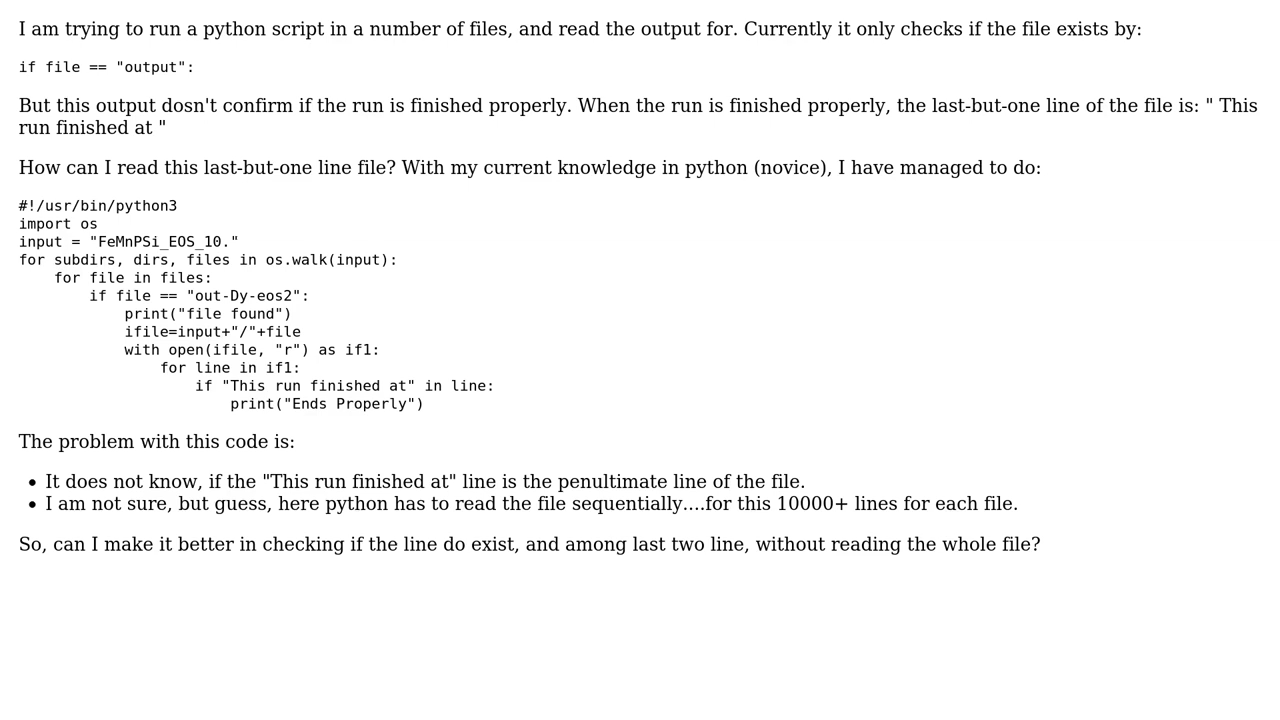 I am trying to run a python script in a number of files, and read the output for. Currently it only checks if the file exists by:
if file == "output":
But this output dosn't confirm if the run is finished properly. When the run is finished properly, the last-but-one line of the file is: " This
run finished at "
How can I read this last-but-one line file? With my current knowledge in python (novice), I have managed to do:
#!/usr/bin/python3
import os
input = "FeMnPSi_EOS_10."
for subdirs, dirs, files in os.walk(input):
    for file in files:
        if file == "out-Dy-eos2":
            print("file found")
            ifile=input+"/"+file
            with open(ifile, "r") as if1:
                for line in if1:
                    if "This run finished at" in line:
                        print("Ends Properly")
The problem with this code is:
• It does not know, if the "This run finished at" line is the penultimate line of the file.
• I am not sure, but guess, here python has to read the file sequentially....for this 10000+ lines for each file.
So, can I make it better in checking if the line do exist, and among last two line, without reading the whole file?